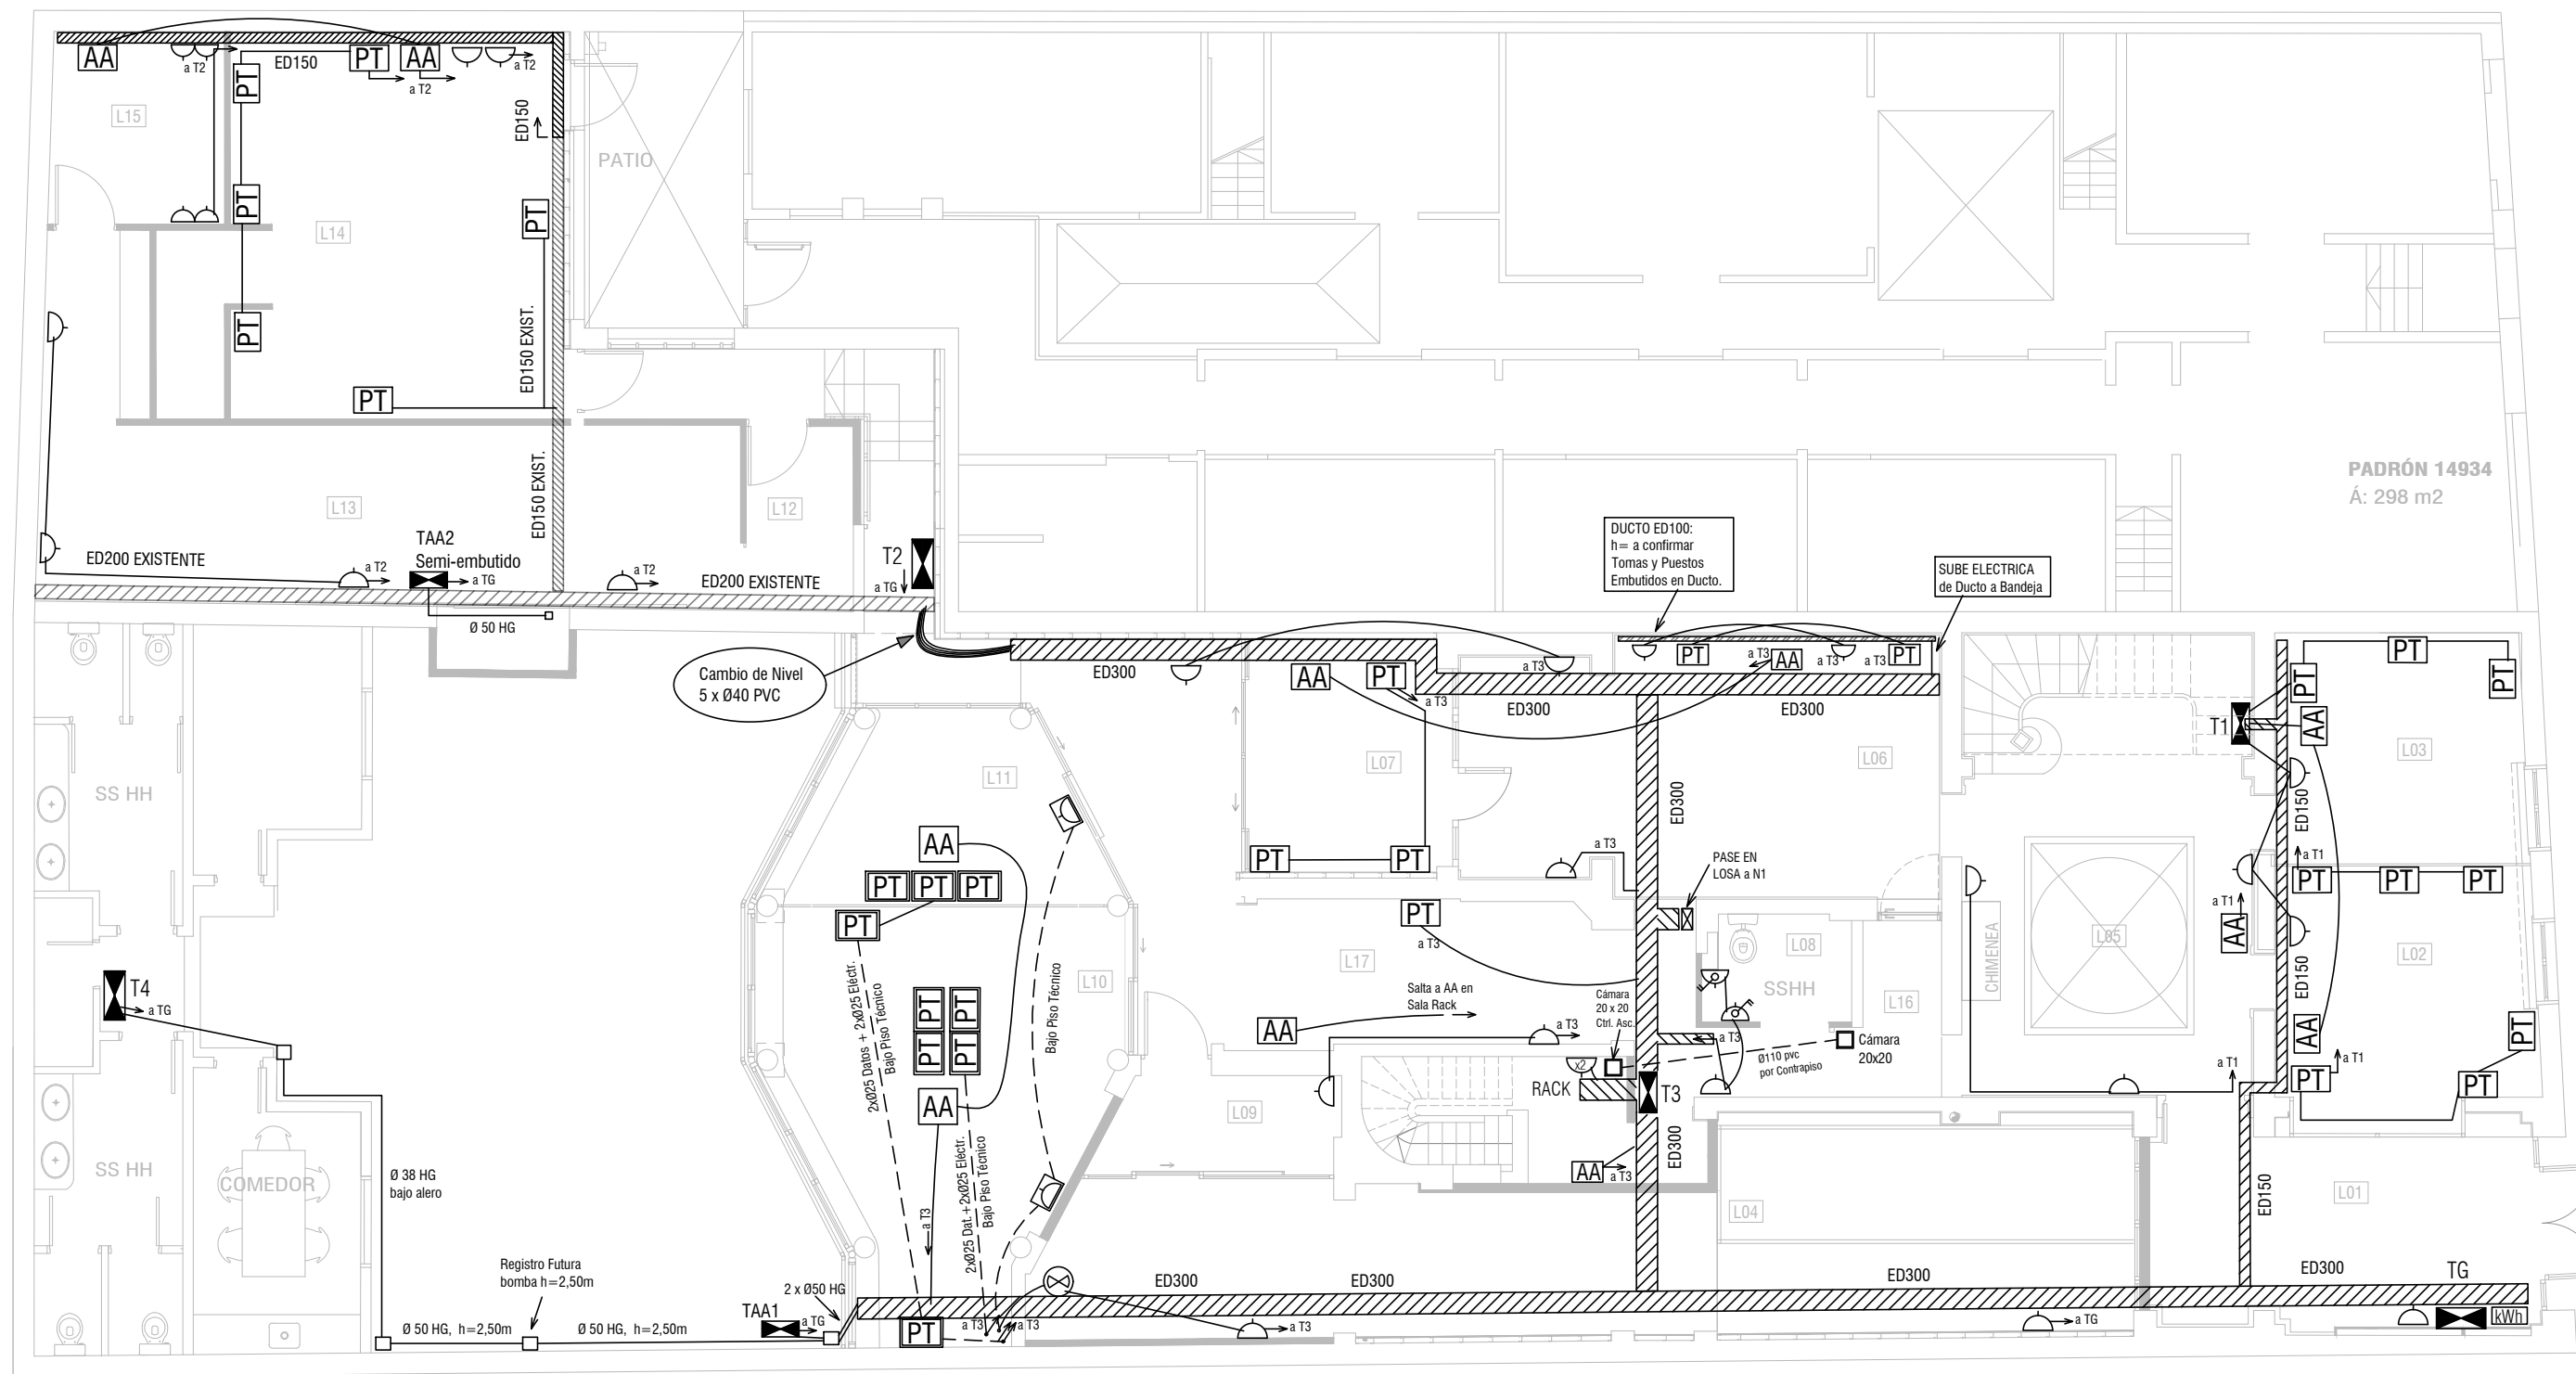 AA
a T2
PT
ED150
PT
AA
a T2
a T2
ED150
L15
PATIO
PT
PT
L14
PT
ED150 EXIST.
PT
ED150 EXIST.
L13
L12
TAA2
Semi-embutido
a TG
ED200 EXISTENTE
a T2
a T2
ED200 EXISTENTE
T2
a TG
Ø 50 HG
Cambio de Nivel
5 x Ø40 PVC
PADRÓN 14934
Á: 298 m2
DUCTO ED100:
h= a confirmar
Tomas y Puestos
Embutidos en Ducto.
SUBE ELECTRICA
de Ducto a Bandeja
ED300
AA
PT
a T3
a T3
PT
a T3
AA
a T3
a T3
PT
ED300
ED300
PT
PT
PT
T1
AA
L03
L11
L07
L06
SS HH
ED300
ED150
AA
PT
PT
PT
PT
PT
PT
a T3
PASE EN
LOSA a N1
a T1
PT
PT
PT
PT
a T3
a T1
AA
L08
L05
L02
CHIMENEA
2xØ25 Datos + 2xØ25 Eléctr.
Bajo Piso Técnico
PT
PT
PT
PT
Bajo Piso Técnico
L10
L17
Salta a AA en
Sala Rack
AA
a T3
Cámara
20 x 20
Ctrl. Asc.
SSHH
L16
ED150
T4
a TG
a T3
Cámara
20x20
Ø110 pvc
por Contrapiso
AA
PT
a T1
a T1
PT
PT
AA
x2
RACK
T3
L09
2xØ25 Dat.+2xØ25 Eléctr.
Bajo Piso Técnico
ED300
AA
a T3
SS HH
COMEDOR
Ø 38 HG
bajo alero
a T3
L04
L01
ED150
Registro Futura
bomba h=2,50m
2 x Ø50 HG
TAA1
a TG
ED300
ED300
ED300
ED300
TG
Ø 50 HG, h=2,50m
Ø 50 HG, h=2,50m
PT
a T3
a T3
a T3
a TG
kWh